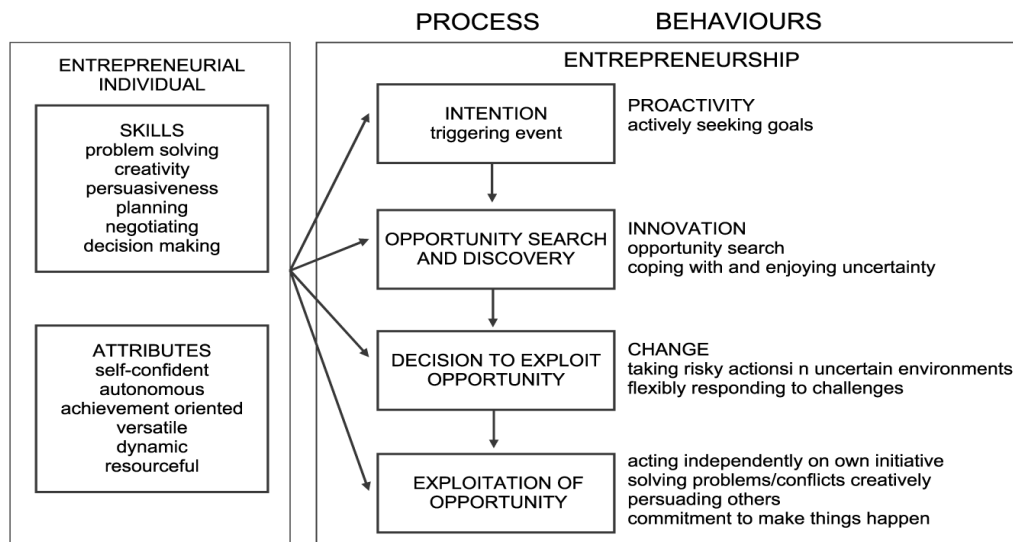 PROCESS
BEHAVIOURS
ENTREPRENEURIAL
INDIVIDUAL
SKILLS
problem solving
creativity
persuasiveness
planning
negotiating
decision making
ATTRIBUTES
self-confident
autonomous
achievement oriented
versatile
dynamic
resourceful
ENTREPRENEURSHIP
INTENTION
triggering event
PROACTIVITY
actively seeking goals
OPPORTUNITY SEARCH
AND DISCOVERY
INNOVATION
opportunity search
coping with and enjoying uncertainty
DECISION TO EXPLOIT
OPPORTUNITY
CHANGE
taking risky actionsi n uncertain environments
flexibly responding to challenges
EXPLOITATION OF
OPPORTUNITY
acting independently on own initiative
solving problems/conflicts creatively
persuading others
commitment to make things happen